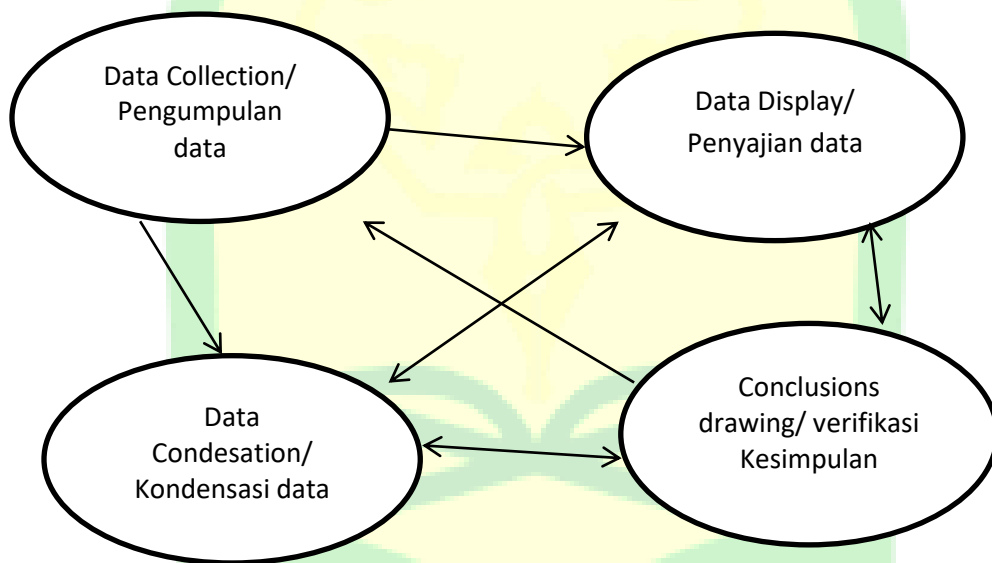 Data Collection/
Pengumpulan
data
Data Display/
Penyajian data
Data
Condesation/
Kondensasi data
Conclusions
drawing/ verifikasi
Kesimpulan